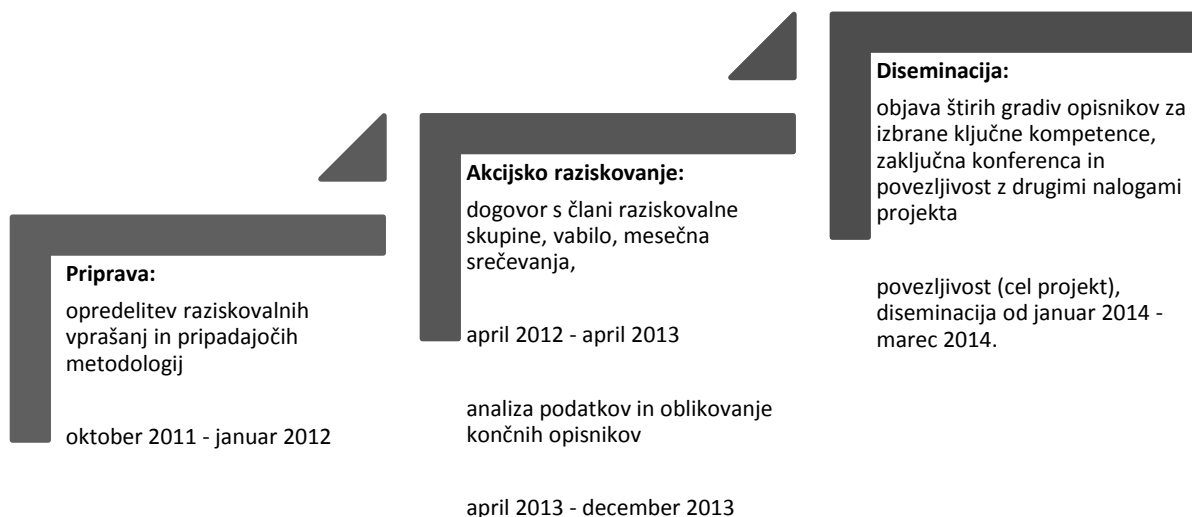 Priprava:
opredelitev raziskovalnih
vprašanj in pripadajočih
metodologij
oktober 2011 - januar 2012
Akcijsko raziskovanje:
dogovor s člani raziskovalne
skupine, vabilo, mesečna
srečevanja,
april 2012 - april 2013
analiza podatkov in oblikovanje
končnih opisnikov
april 2013 - december 2013
Diseminacija:
objava štirih gradiv opisnikov za
izbrane ključne kompetence,
zaključna konferenca in
povezljivost z drugimi nalogami
projekta
povezljivost (cel projekt),
diseminacija od januar 2014 -
marec 2014.